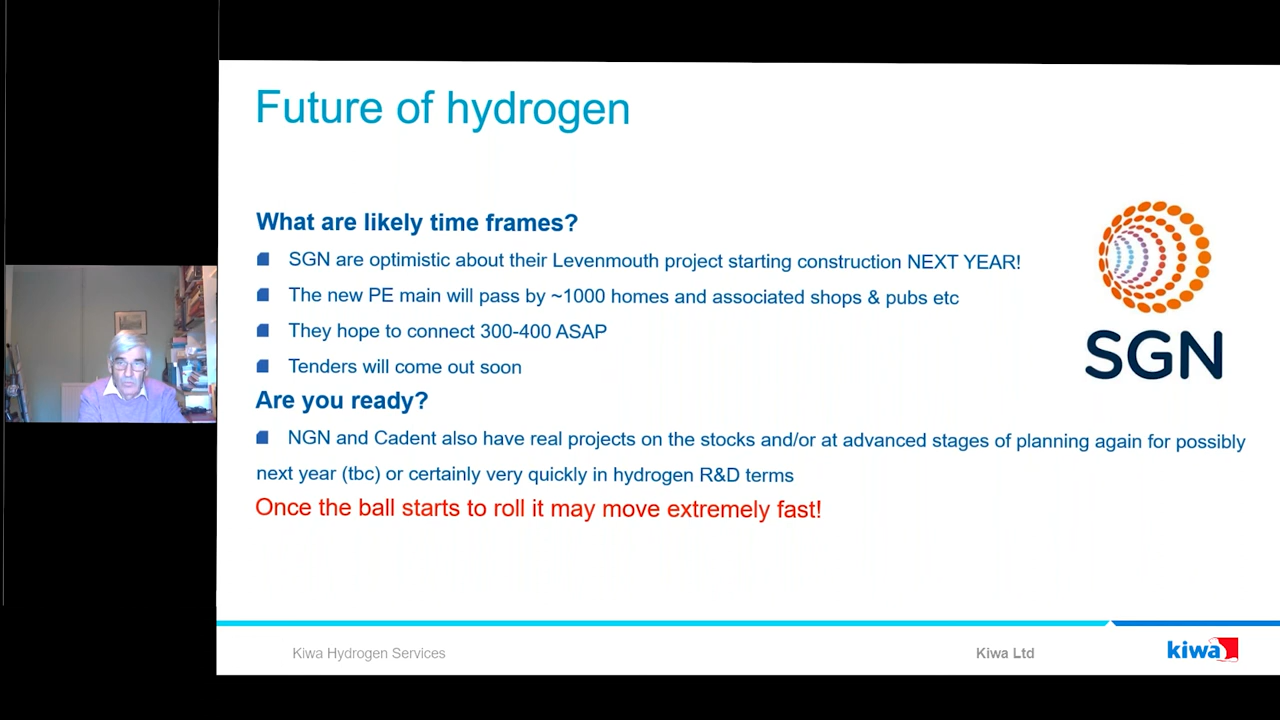 Future of hydrogen
What are likely time frames?
SGN are optimistic about their Levenmouth project starting construction NEXT YEAR!
The new PE main will pass by ~1000 homes and associated shops & pubs etc
They hope to connect 300-400 ASAP
Tenders will come out soon
SGN
Are you ready?
NGN and Cadent also have real projects on the stocks and/or at advanced stages of planning again for possibly
next year (tbc) or certainly very quickly in hydrogen R&D terms
Once the ball starts to roll it may move extremely fast!
Kiwa Hydrogen Services
Kiwa Ltd
kiwa